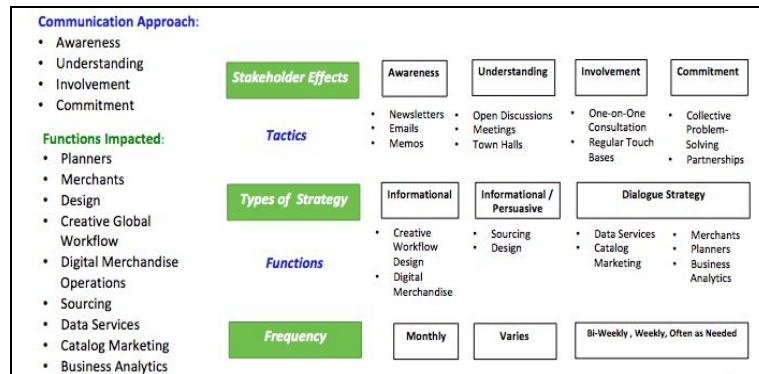 Communication Approach:
• Awareness
• Understanding
• Involvement
• Commitment
Functions Impacted:
• Planners
• Merchants
• Design
• Creative Global
Workflow
• Digital Merchandise
Operations
• Sourcing
• Data Services
• Catalog Marketing
• Business Analytics
Stakeholder Effects
Awareness
Understanding
Involvement
Commitment
Tactics
• Newsletters
• Emails
• Memos
• Open Discussions
• Meetings
• Town Halls
• One-on-One
Consultation
• Regular Touch
Bases
• Collective
Problem-
Solving
• Partnerships
Types of Strategy
Informational
Informational /
Persuasive
Dialogue Strategy
Functions
• Creative
Workflow
Design
• Digital
Merchandise
• Sourcing
• Design
• Data Services
• Catalog
Marketing
• Merchants
• Planners
• Business
Analytics
Frequency
Monthly
Varies
Bi-Weekly , Weekly, Often as Needed